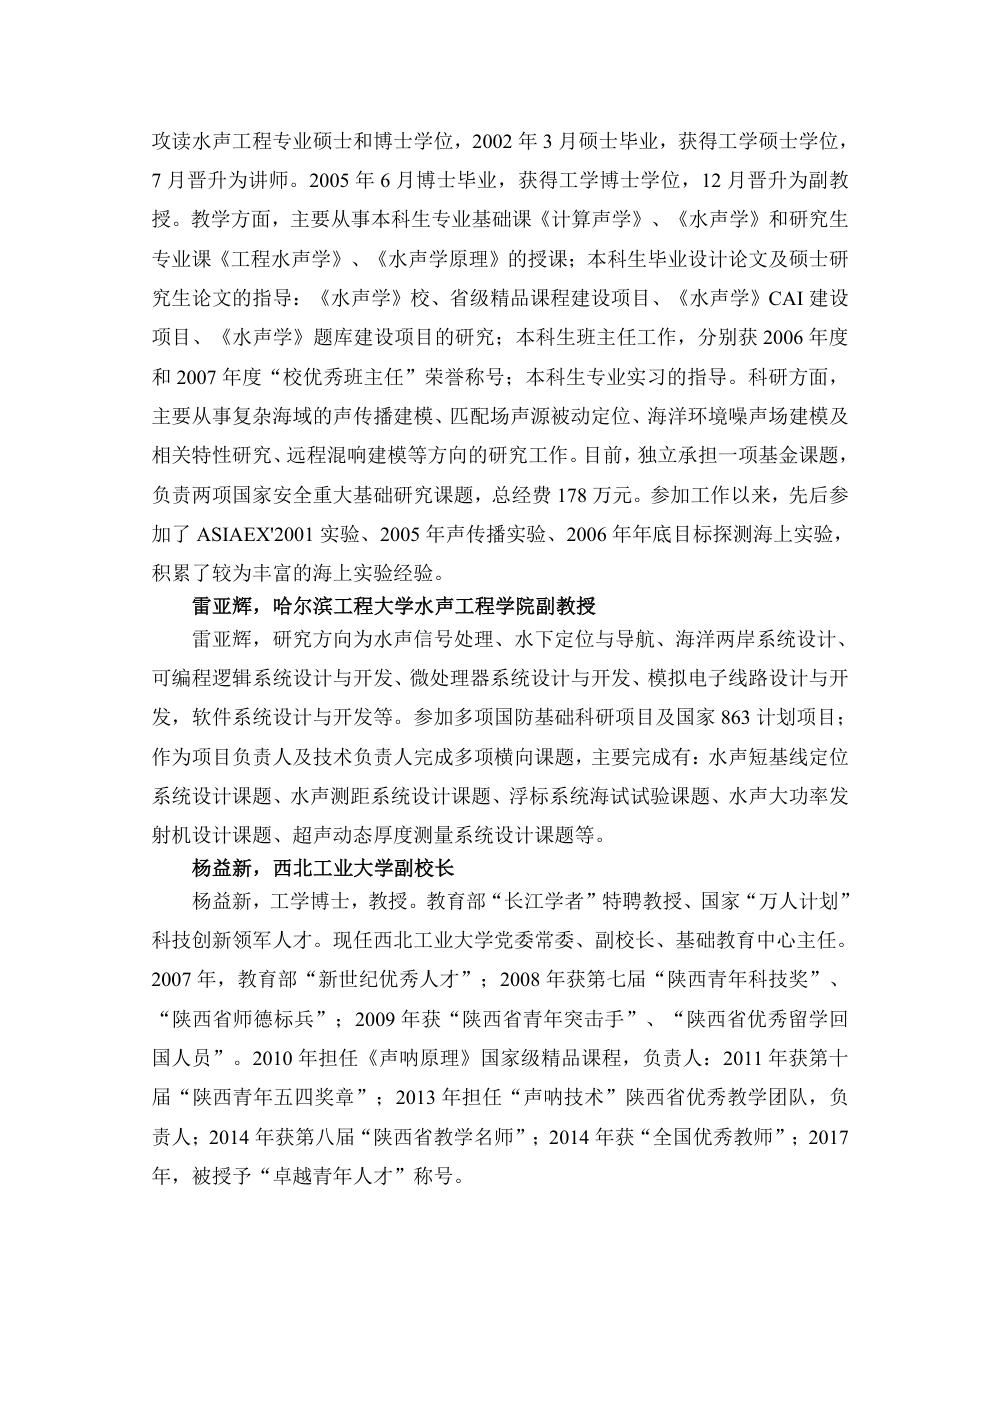 攻读水声工程专业硕士和博士学位，2002 年 3 月硕士毕业，获得工学硕士学位，
7 月晋升为讲师。2005 年 6 月博士毕业，获得工学博士学位，12 月晋升为副教
授。教学方面，主要从事本科生专业基础课《计算声学》、《水声学》和研究生
专业课《工程水声学》、《水声学原理》的授课；本科生毕业设计论文及硕士研
究生论文的指导：《水声学》校、省级精品课程建设项目、《水声学》CAI 建设
项目、《水声学》题库建设项目的研究；本科生班主任工作，分别获 2006 年度
和 2007 年度“校优秀班主任”荣誉称号；本科生专业实习的指导。科研方面，
主要从事复杂海域的声传播建模、匹配场声源被动定位、海洋环境噪声场建模及
相关特性研究、远程混响建模等方向的研究工作。目前，独立承担一项基金课题，
负责两项国家安全重大基础研究课题，总经费 178 万元。参加工作以来，先后参
加了 ASIAEX'2001 实验、2005 年声传播实验、2006 年年底目标探测海上实验，
积累了较为丰富的海上实验经验。
雷亚辉，哈尔滨工程大学水声工程学院副教授
雷亚辉，研究方向为水声信号处理、水下定位与导航、海洋两岸系统设计、
可编程逻辑系统设计与开发、微处理器系统设计与开发、模拟电子线路设计与开
发，软件系统设计与开发等。参加多项国防基础科研项目及国家 863 计划项目；
作为项目负责人及技术负责人完成多项横向课题，主要完成有：水声短基线定位
系统设计课题、水声测距系统设计课题、浮标系统海试试验课题、水声大功率发
射机设计课题、超声动态厚度测量系统设计课题等。
杨益新，西北工业大学副校长
杨益新，工学博士，教授。教育部“长江学者”特聘教授、国家“万人计划”
科技创新领军人才。现任西北工业大学党委常委、副校长、基础教育中心主任。
2007 年，教育部“新世纪优秀人才”；2008 年获第七届“陕西青年科技奖”、
“陕西省师德标兵”；2009 年获“陕西省青年突击手”、“陕西省优秀留学回
国人员”。2010 年担任《声呐原理》国家级精品课程，负责人：2011 年获第十
届“陕西青年五四奖章”；2013 年担任“声呐技术”陕西省优秀教学团队，负
责人；2014 年获第八届“陕西省教学名师”；2014 年获“全国优秀教师”；2017
年，被授予“卓越青年人才”称号。